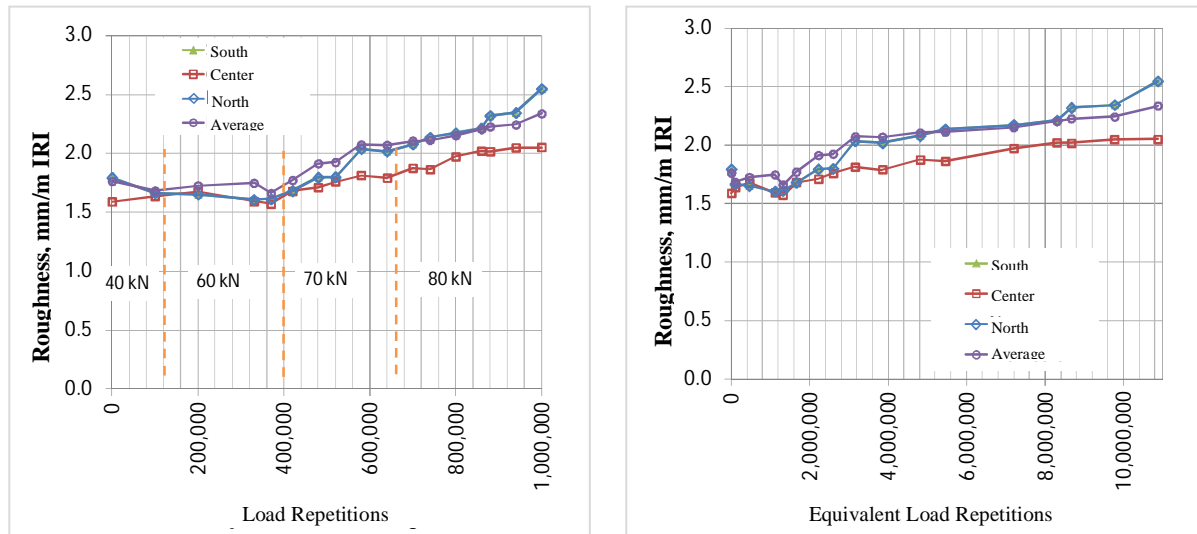 Roughness, mm/m IRI
3.0
2.5
2.0
1.5
1.0
0.5
0.0
South
Center
North
Average
40 kN
60 kN
70 kN
80 kN
0
200,000
400,000
600,000
800,000
1,000,000
Load Repetitions
Roughness, mm/m IRI
3.0
2.5
2.0
1.5
1.0
0.5
0.0
South
Center
North
Average
0
2,000,000
4,000,000
6,000,000
8,000,000
10,000,000
Equivalent Load Repetitions